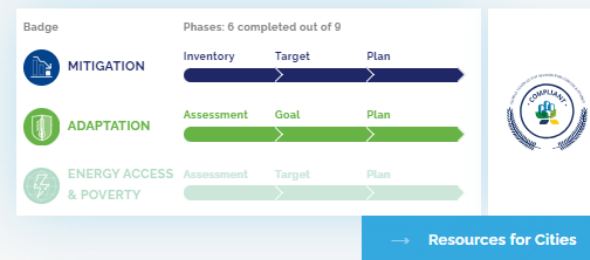 Badge
Phases: 6 completed out of 9
MITIGATION
Inventory
Target
Plan
ADAPTATION
Assessment
Goal
Plan
ENERGY ACCESS
& POVERTY
Assessment
Target
Plan
COMPLIANT
→ Resources for Cities